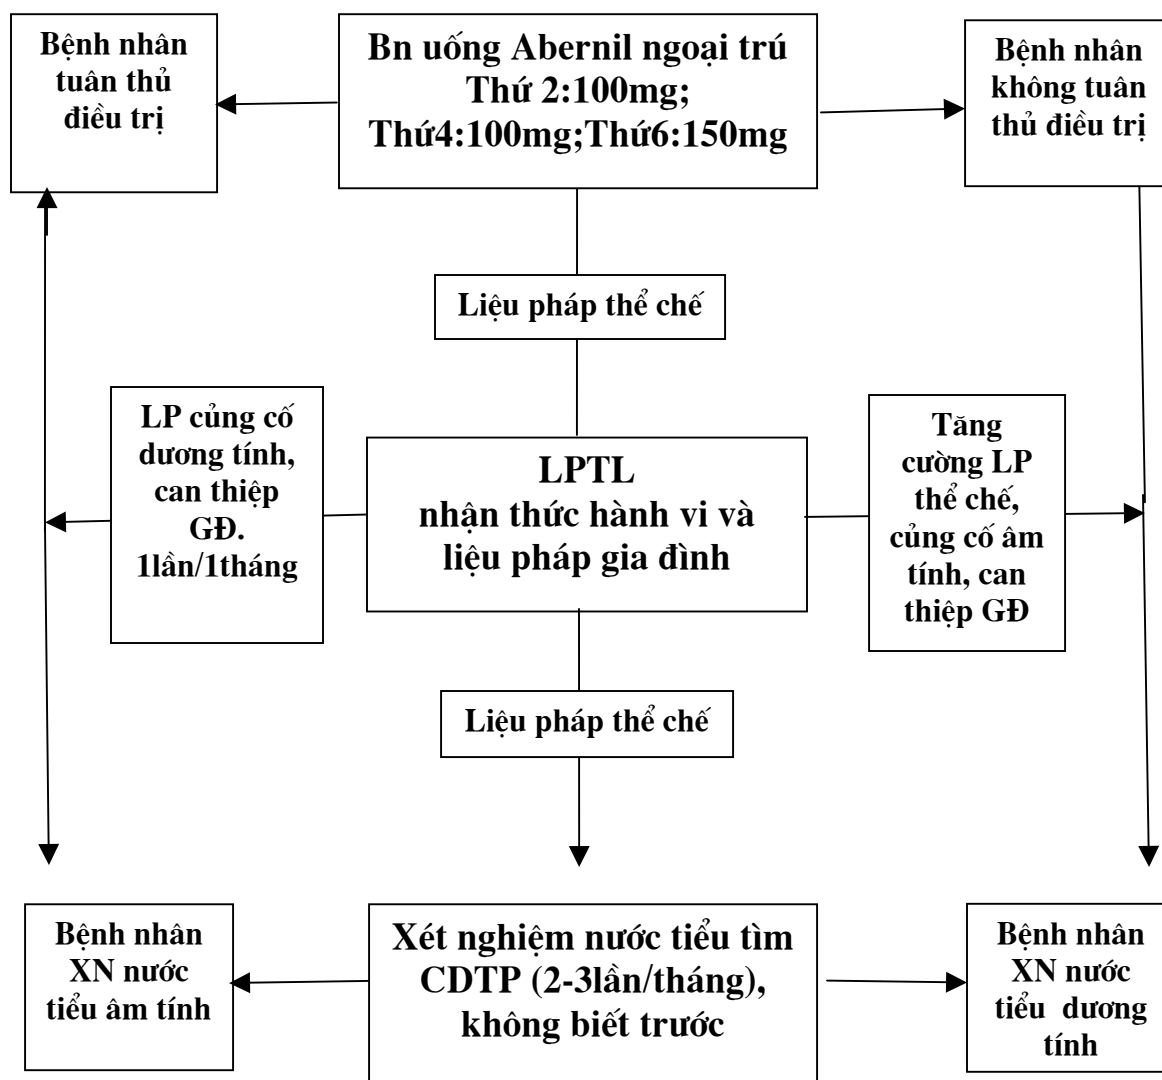 Bệnh nhân
tuân thủ
điều trị
Bn uống Abernil ngoại trú
Thứ 2:100mg;
Thứ4:100mg;Thứ6:150mg
Bệnh nhân
không tuân
thủ điều trị
Liệu pháp thể chế
LP củng cố
dương tính,
can thiệp
GĐ.
1lần/1tháng
LPTL
nhận thức hành vi và
liệu pháp gia đình
Tăng
cường LP
thể chế,
củng cố âm
tính, can
thiệp GĐ
Liệu pháp thể chế
Bệnh nhân
XN nước
tiểu âm tính
Xét nghiệm nước tiểu tìm
CDTP (2-3lần/tháng),
không biết trước
Bệnh nhân
XN nước
tiểu dương
tính